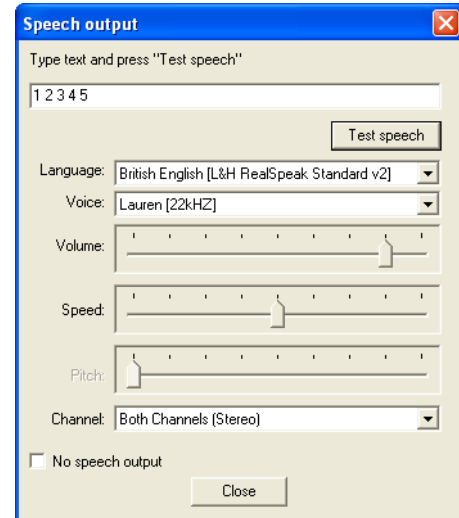 Speech output
Type text and press "Test speech"
1 2 3 4 5
Test speech
Language: British English [L&H RealSpeak Standard v2]
Voice: Lauren [22kHZ]
Volume:
Speed:
Pitch:
Channel: Both Channels (Stereo)
No speech output
Close